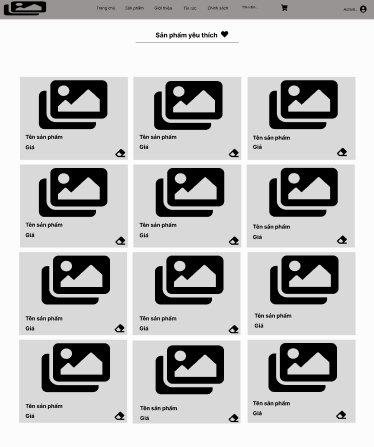 Trang chủ Sản phẩm Giới thiệu Tin tức Chính sách
Sản phẩm yêu thích
Tên sản phẩm
Giá
Tên sản phẩm
Giá
Tên sản phẩm
Giá
Tên sản phẩm
Giá
Tên sản phẩm
Giá
Tên sản phẩm
Giá
Tên sản phẩm
Giá
Tên sản phẩm
Giá
Tên sản phẩm
Giá
Tên sản phẩm
Giá
Tên sản phẩm
Giá
Tên sản phẩm
Giá